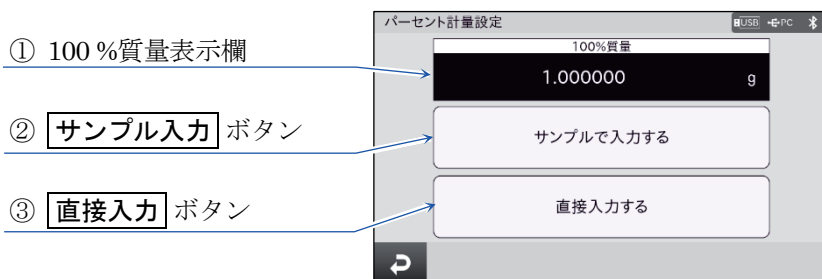 パーセント計量設定 USB PC
① 100 %質量表示欄
100%質量
1.000000 g
② サンプル入力 ボタン
サンプルで入力する
③ 直接入力 ボタン
直接入力する